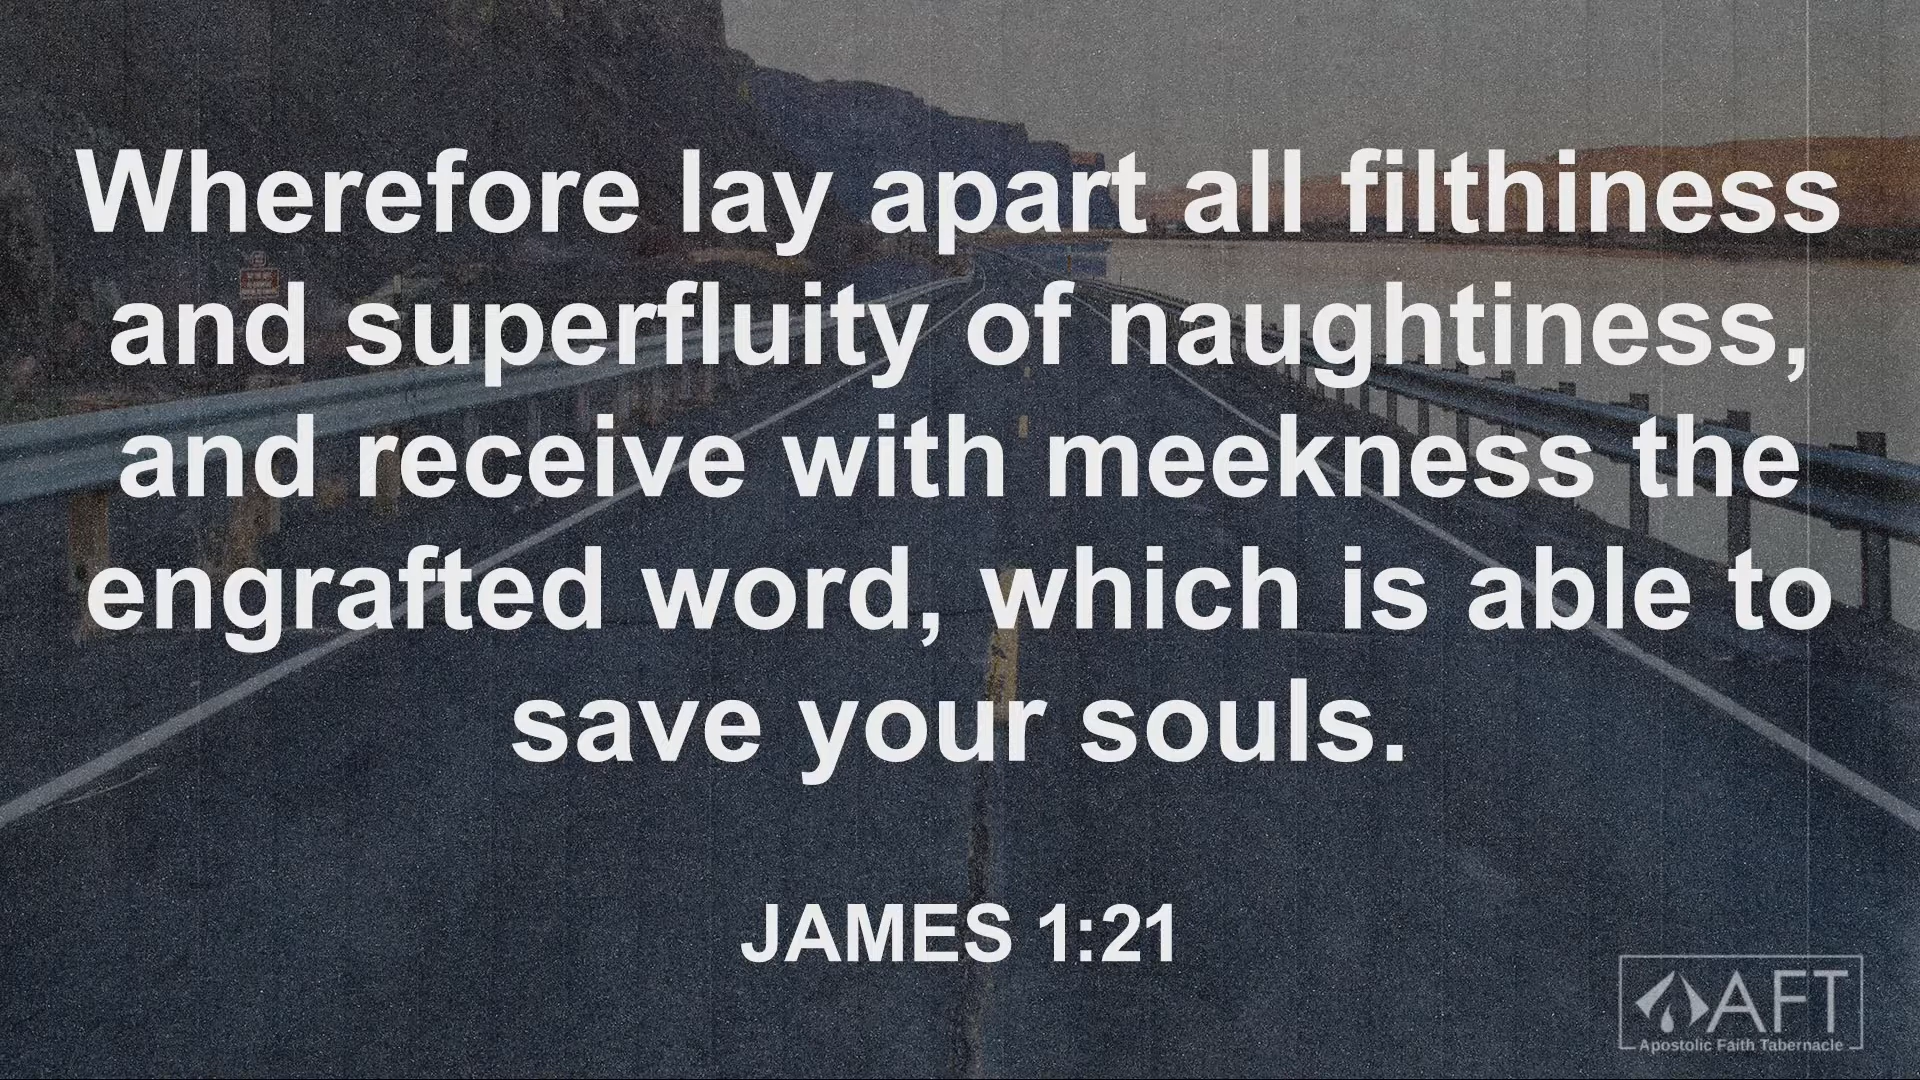 Wherefore lay apart all filthiness
and superfluity of naughtiness,
and receive with meekness the
engrafted word, which is able to
save your souls.
JAMES 1:21
AFT
Apostolic Faith Tabernacle